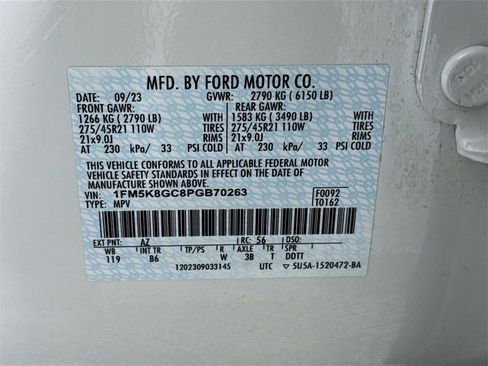 MFD. BY FORD MOTOR CO.
DATE: 09/23 GVWR: 2790 KG ( 6150 LB)
FRONT GAWR: REAR GAWR:
1266 KG ( 2790 LB) WITH 1583 KG ( 3490 LB) WITH
275/45R21 110W TIRES 275/45R21 110W TIRES
21x9.0J RIMS 21x9.0J RIMS
AT 230 kPa/ 33 PSI COLD AT 230 kPa/ 33 PSI COLD
THIS VEHICLE CONFORMS TO ALL APPLICABLE FEDERAL MOTOR
VEHICLE SAFETY STANDARDS IN EFFECT ON THE DATE OF
MANUFACTURE SHOWN ABOVE.
VIN: 1FM5K8GC8PGB70263 F0092
TYPE: MPV T0162
EXT PNT: AZ RC: 56 DSO:
WB INT TR TP/PS R AXLE TR SPR
119 B6 W 3B T DDTT
1202309033145 UTC 5U5A-1520472-BA